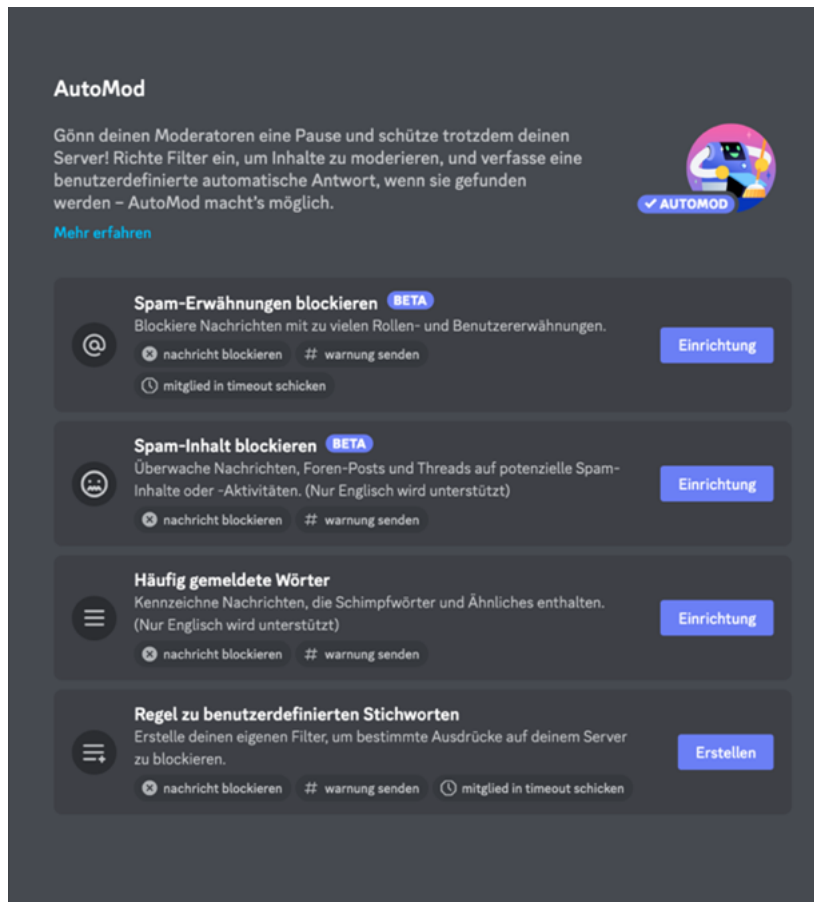 AutoMod
Gönn deinen Moderatoren eine Pause und schütze trotzdem deinen
Server! Richte Filter ein, um Inhalte zu moderieren, und verfasse eine
benutzerdefinierte automatische Antwort, wenn sie gefunden
werden – AutoMod macht's möglich.
AUTOMOD
Mehr erfahren
Spam-Erwähnungen blockieren BETA
Blockiere Nachrichten mit zu vielen Rollen- und Benutzererwähnungen.
nachricht blockieren # warnung senden
mitglied in timeout schicken
Einrichtung
Spam-Inhalt blockieren BETA
Überwache Nachrichten, Foren-Posts und Threads auf potenzielle Spam-
Inhalte oder -Aktivitäten. (Nur Englisch wird unterstützt)
nachricht blockieren # warnung senden
Einrichtung
Häufig gemeldete Wörter
Kennzeichne Nachrichten, die Schimpfwörter und Ähnliches enthalten.
(Nur Englisch wird unterstützt)
nachricht blockieren # warnung senden
Einrichtung
Regel zu benutzerdefinierten Stichworten
Erstelle deinen eigenen Filter, um bestimmte Ausdrücke auf deinem Server
zu blockieren.
nachricht blockieren # warnung senden mitglied in timeout schicken
Erstellen